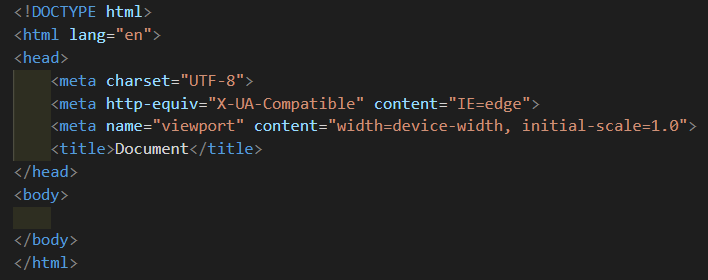 <!DOCTYPE html>
<html lang="en">
<head>
    <meta charset="UTF-8">
    <meta http-equiv="X-UA-Compatible" content="IE=edge">
    <meta name="viewport" content="width=device-width, initial-scale=1.0">
    <title>Document</title>
</head>
<body>

</body>
</html>